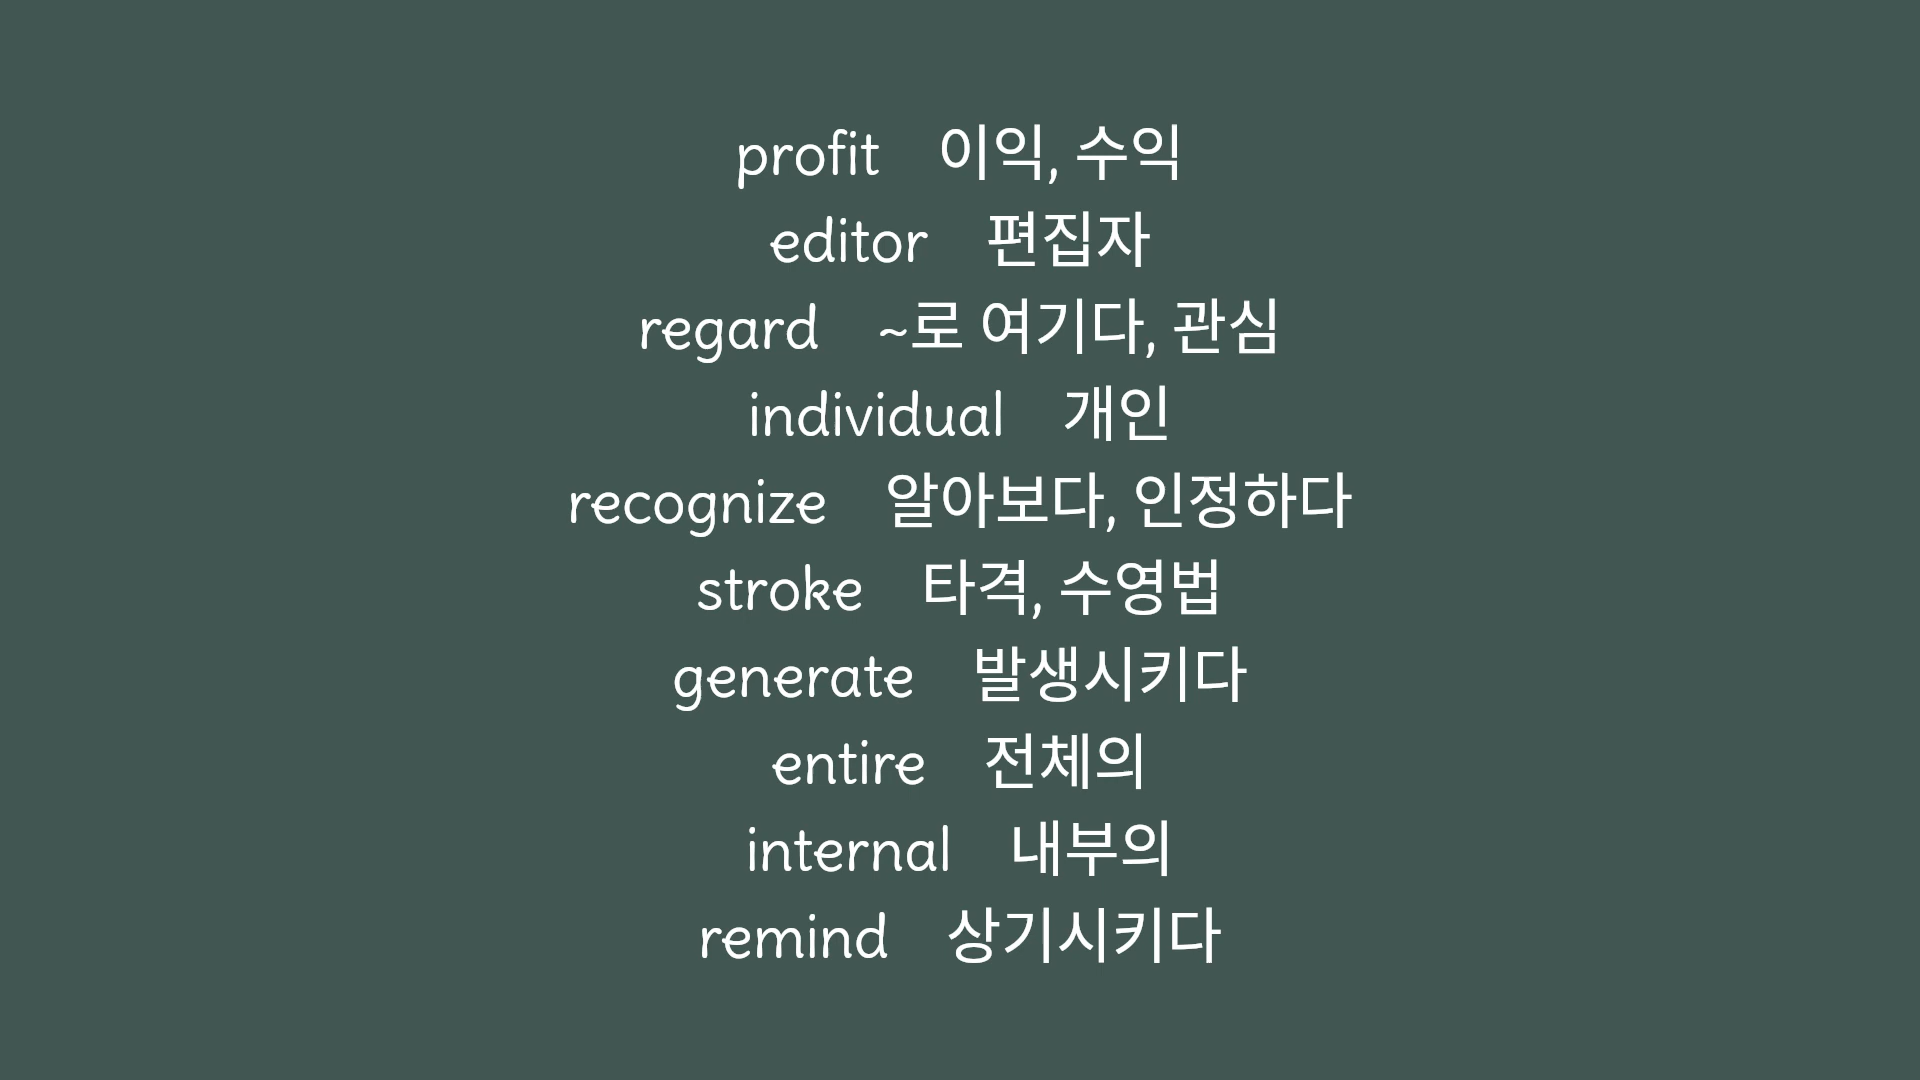 profit 이익, 수익
editor 편집자
regard ~로 여기다, 관심
individual 개인
recognize 알아보다, 인정하다
stroke 타격, 수영법
generate 발생시키다
entire 전체의
internal 내부의
remind 상기시키다